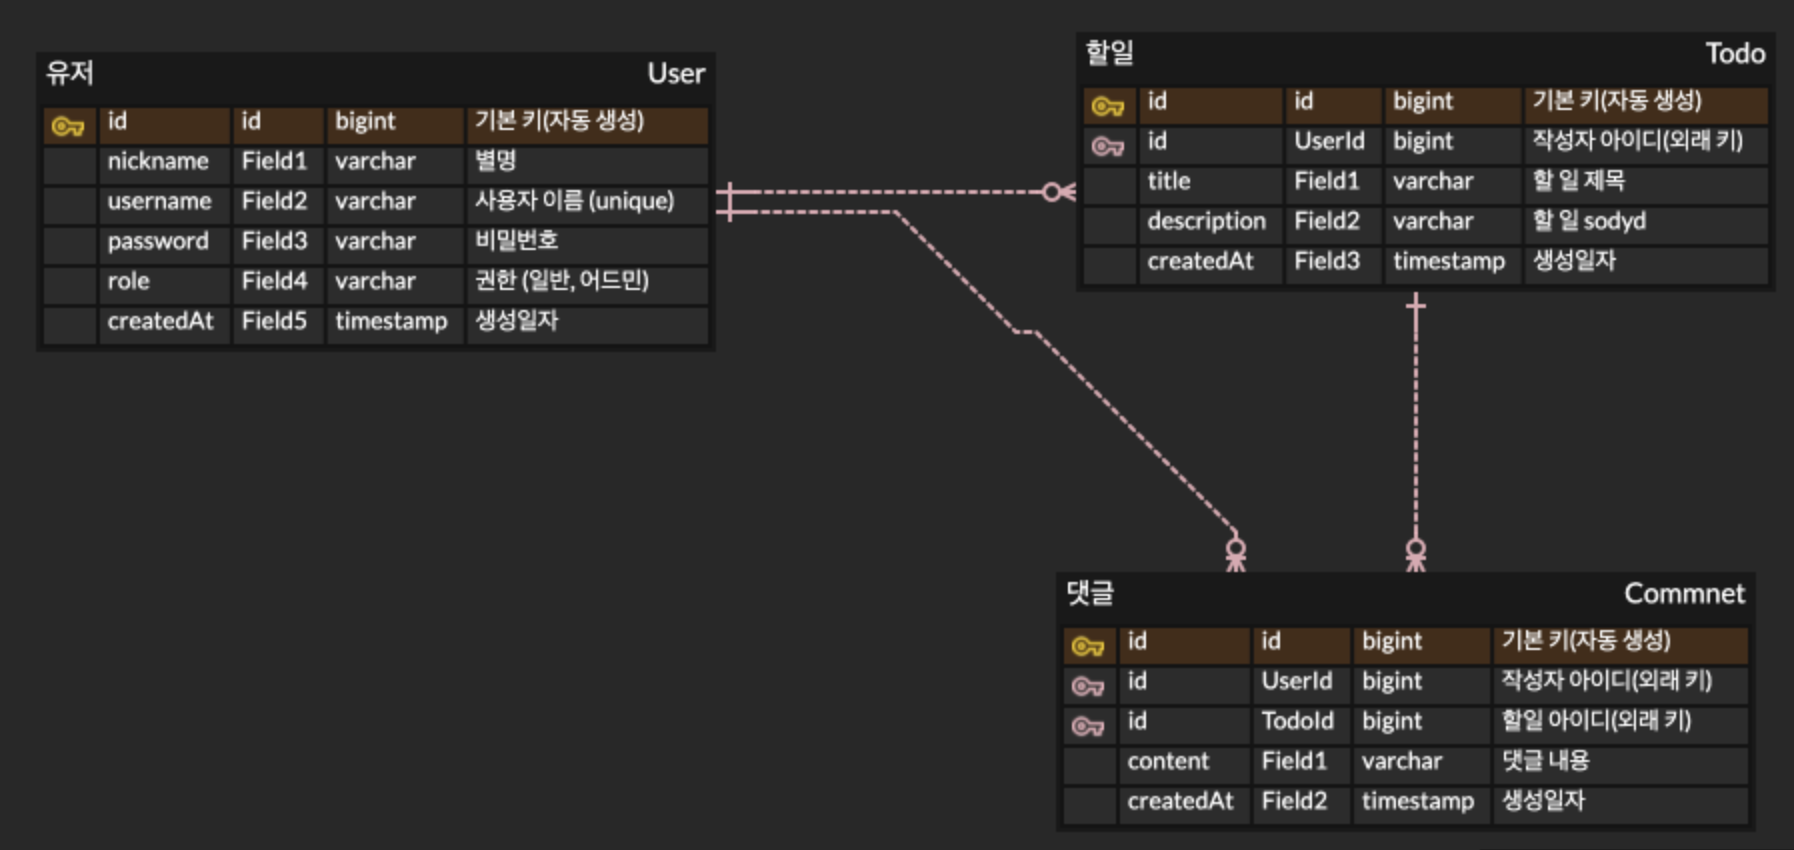 유저 User
id id bigint 기본 키(자동 생성)
nickname Field1 varchar 별명
username Field2 varchar 사용자 이름 (unique)
password Field3 varchar 비밀번호
role Field4 varchar 권한 (일반, 어드민)
createdAt Field5 timestamp 생성일자
할일 Todo
id id bigint 기본 키(자동 생성)
id UserId bigint 작성자 아이디(외래 키)
title Field1 varchar 할 일 제목
description Field2 varchar 할 일 sodyd
createdAt Field3 timestamp 생성일자
댓글 Commnet
id id bigint 기본 키(자동 생성)
id UserId bigint 작성자 아이디(외래 키)
id TodoId bigint 할일 아이디(외래 키)
content Field1 varchar 댓글 내용
createdAt Field2 timestamp 생성일자